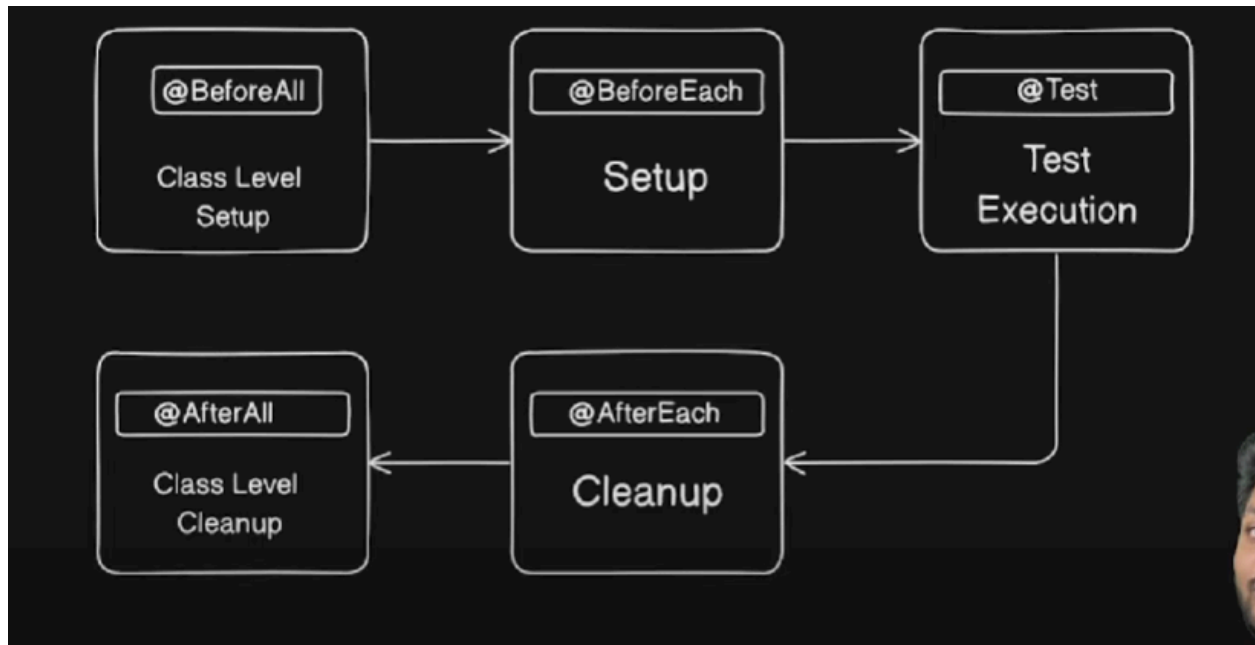 @BeforeAll
Class Level
Setup
@BeforeEach
Setup
@Test
Test
Execution
@AfterAll
Class Level
Cleanup
@AfterEach
Cleanup